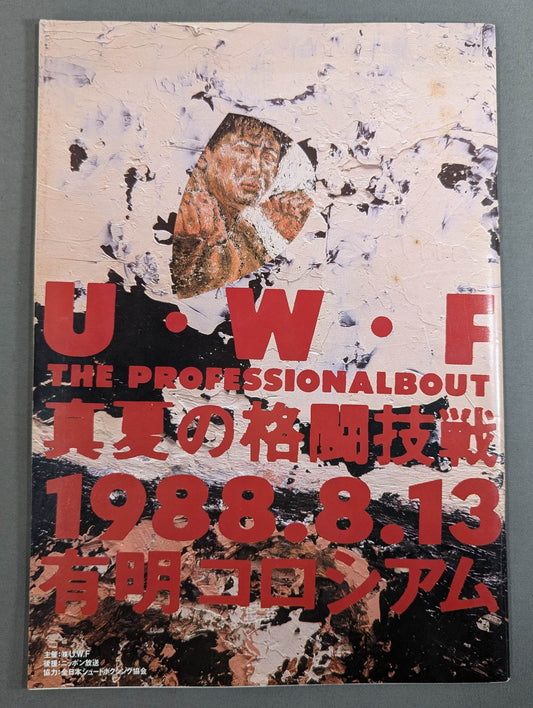 U・W・F
THE PROFESSIONALBOUT
真夏の格闘技戦
1988.8.13
有明コロシアム
主催:㈱U.W.F
後援:ニッポン放送
協力:全日本シュートボクシング協会